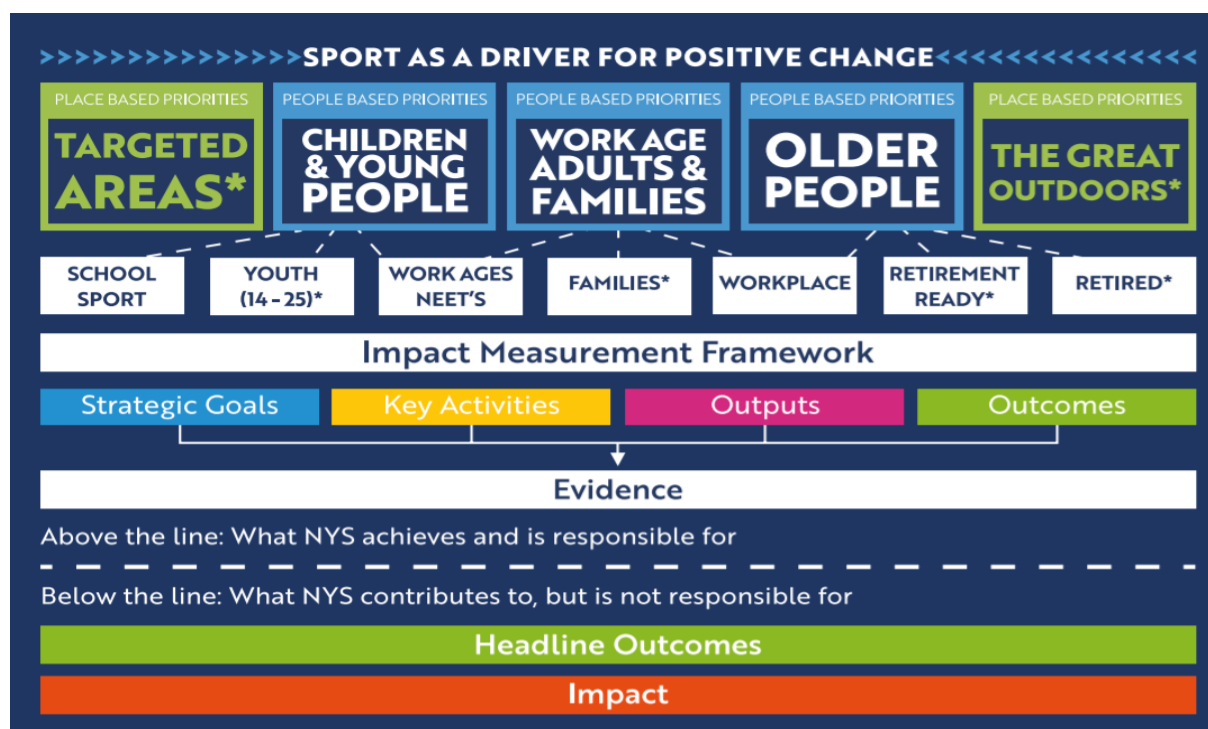 >>>>>>>>>>>>>>>SPORT AS A DRIVER FOR POSITIVE CHANGE<<<<<<<<<<<<<<<
PLACE BASED PRIORITIES
TARGETED
AREAS*
PEOPLE BASED PRIORITIES
CHILDREN
& YOUNG
PEOPLE
PEOPLE BASED PRIORITIES
WORK AGE
ADULTS &
FAMILIES
PEOPLE BASED PRIORITIES
OLDER
PEOPLE
PLACE BASED PRIORITIES
THE GREAT
OUTDOORS*
SCHOOL
SPORT
YOUTH
(14 - 25)*
WORK AGES
NEET'S
FAMILIES*
WORKPLACE
RETIREMENT
READY*
RETIRED*
Impact Measurement Framework
Strategic Goals
Key Activities
Outputs
Outcomes
Evidence
Above the line: What NYS achieves and is responsible for
Below the line: What NYS contributes to, but is not responsible for
Headline Outcomes
Impact